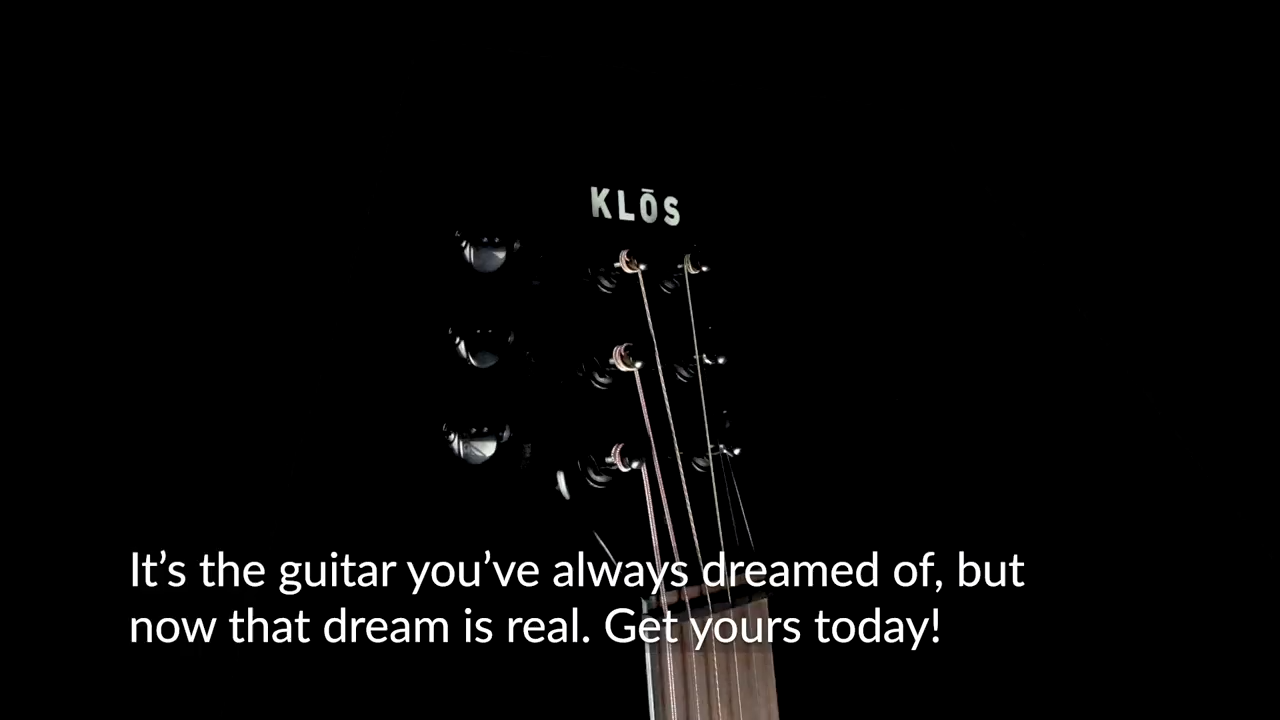 KLŌS
It’s the guitar you’ve always dreamed of, but
now that dream is real. Get yours today!